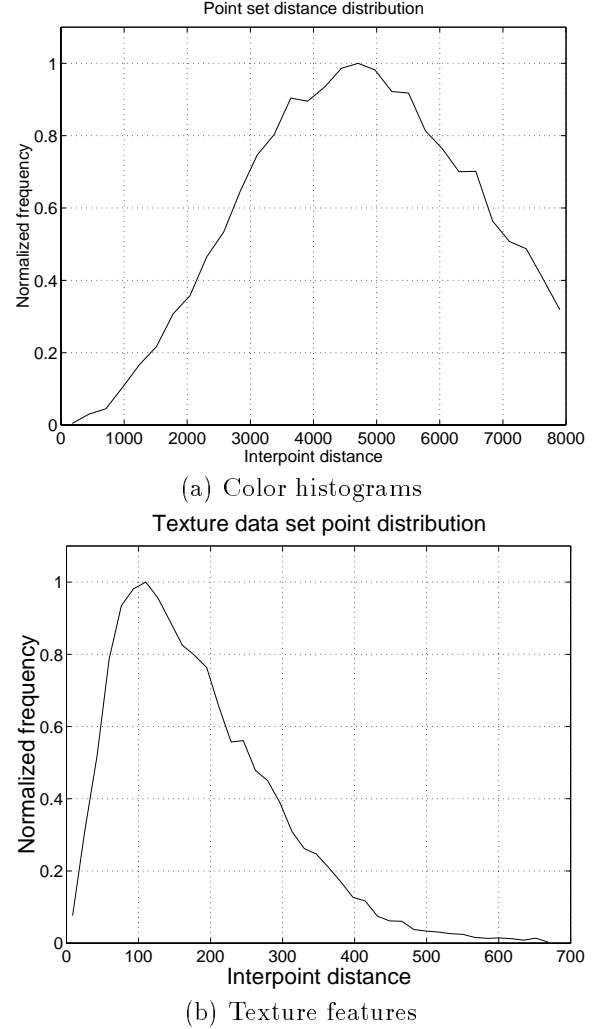 Point set distance distribution
Normalized frequency
1
0.8
0.6
0.4
0.2
0
0 1000 2000 3000 4000 5000 6000 7000 8000
Interpoint distance
(a) Color histograms
Texture data set point distribution
Normalized frequency
1
0.8
0.6
0.4
0.2
0
0 100 200 300 400 500 600 700
Interpoint distance
(b) Texture features